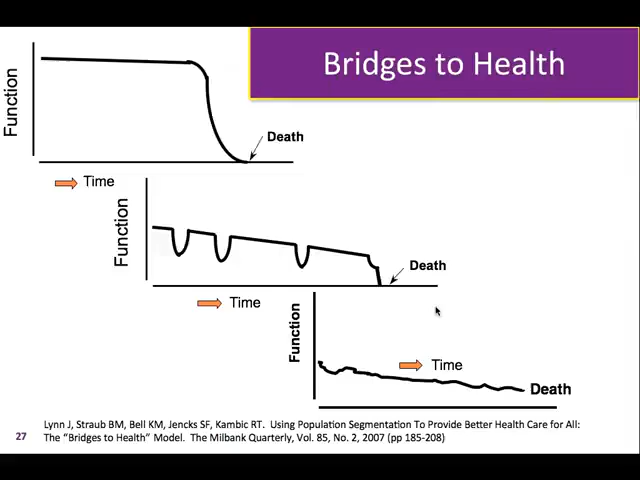 Bridges to Health
Function
Death
Time
Function
Death
Time
Function
Time
Death
Lynn J, Straub BM, Bell KM, Jencks SF, Kambic RT. Using Population Segmentation To Provide Better Health Care for All:
The "Bridges to Health" Model. The Milbank Quarterly, Vol. 85, No. 2, 2007 (pp 185-208)
27